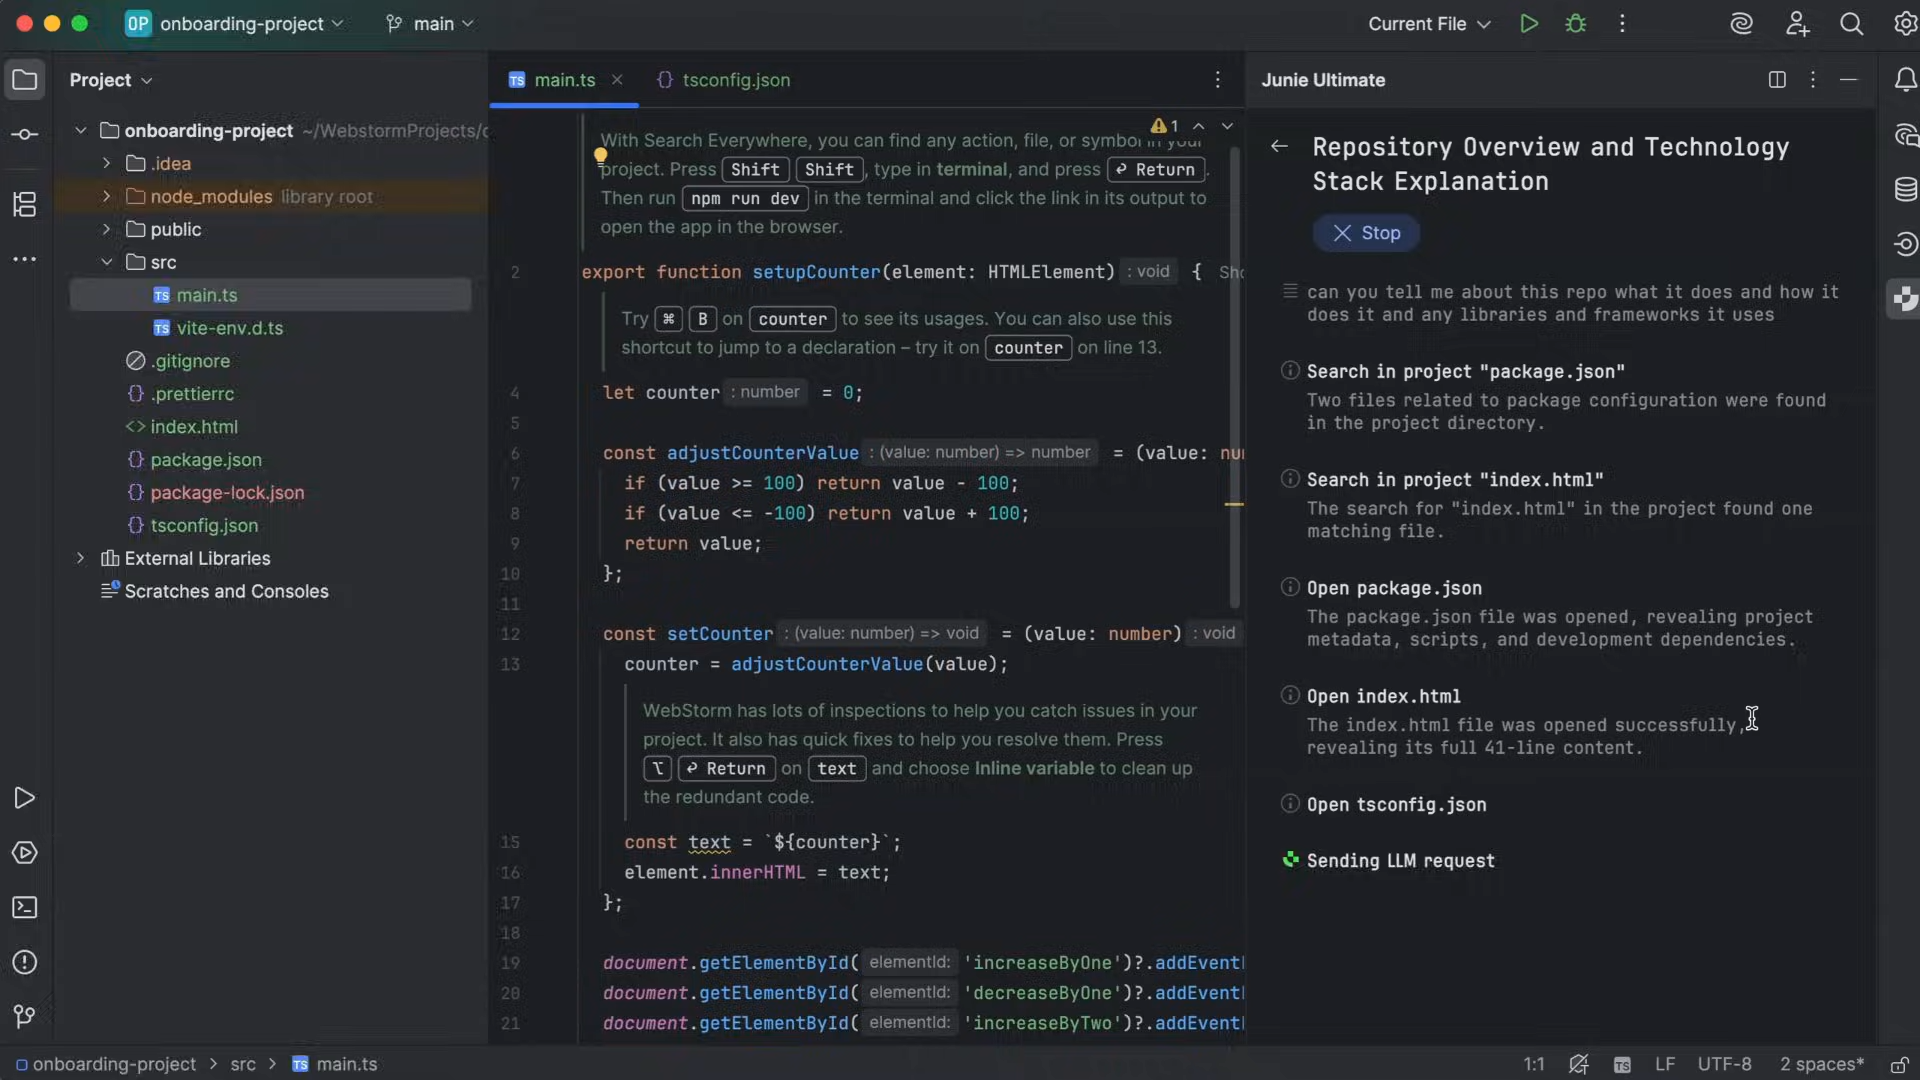 OP onboarding-project main Current File
Project
onboarding-project ~/WebstormProjects/
.idea
node_modules library root
public
src
TS main.ts
TS vite-env.d.ts
.gitignore
{} .prettierrc
<> index.html
{} package.json
{} package-lock.json
{} tsconfig.json
External Libraries
Scratches and Consoles
TS main.ts {} tsconfig.json
1
With Search Everywhere, you can find any action, file, or symbol in your
project. Press Shift Shift, type in terminal, and press ↵ Return.
Then run npm run dev in the terminal and click the link in its output to
open the app in the browser.
2 export function setupCounter(element: HTMLElement) : void {
Try ⌘ B on counter to see its usages. You can also use this
shortcut to jump to a declaration – try it on counter on line 13.
4 let counter : number = 0;
5
6 const adjustCounterValue : (value: number) => number = (value:
7 if (value >= 100) return value - 100;
8 if (value <= -100) return value + 100;
9 return value;
10 };
11
12 const setCounter : (value: number) => void = (value: number) : void
13 counter = adjustCounterValue(value);
WebStorm has lots of inspections to help you catch issues in your
project. It also has quick fixes to help you resolve them. Press
⌥ ↵ Return on text and choose Inline variable to clean up
the redundant code.
15 const text = `${counter}`;
16 element.innerHTML = text;
17 };
18
19 document.getElementById( elementId: 'increaseByOne')?.addEvent
20 document.getElementById( elementId: 'decreaseByOne')?.addEvent
21 document.getElementById( elementId: 'increaseByTwo')?.addEvent
Junie Ultimate
Repository Overview and Technology
Stack Explanation
Stop
can you tell me about this repo what it does and how it
does it and any libraries and frameworks it uses
Search in project "package.json"
Two files related to package configuration were found
in the project directory.
Search in project "index.html"
The search for "index.html" in the project found one
matching file.
Open package.json
The package.json file was opened, revealing project
metadata, scripts, and development dependencies.
Open index.html
The index.html file was opened successfully,
revealing its full 41-line content.
Open tsconfig.json
Sending LLM request
onboarding-project > src > TS main.ts 1:1 TS LF UTF-8 2 spaces*